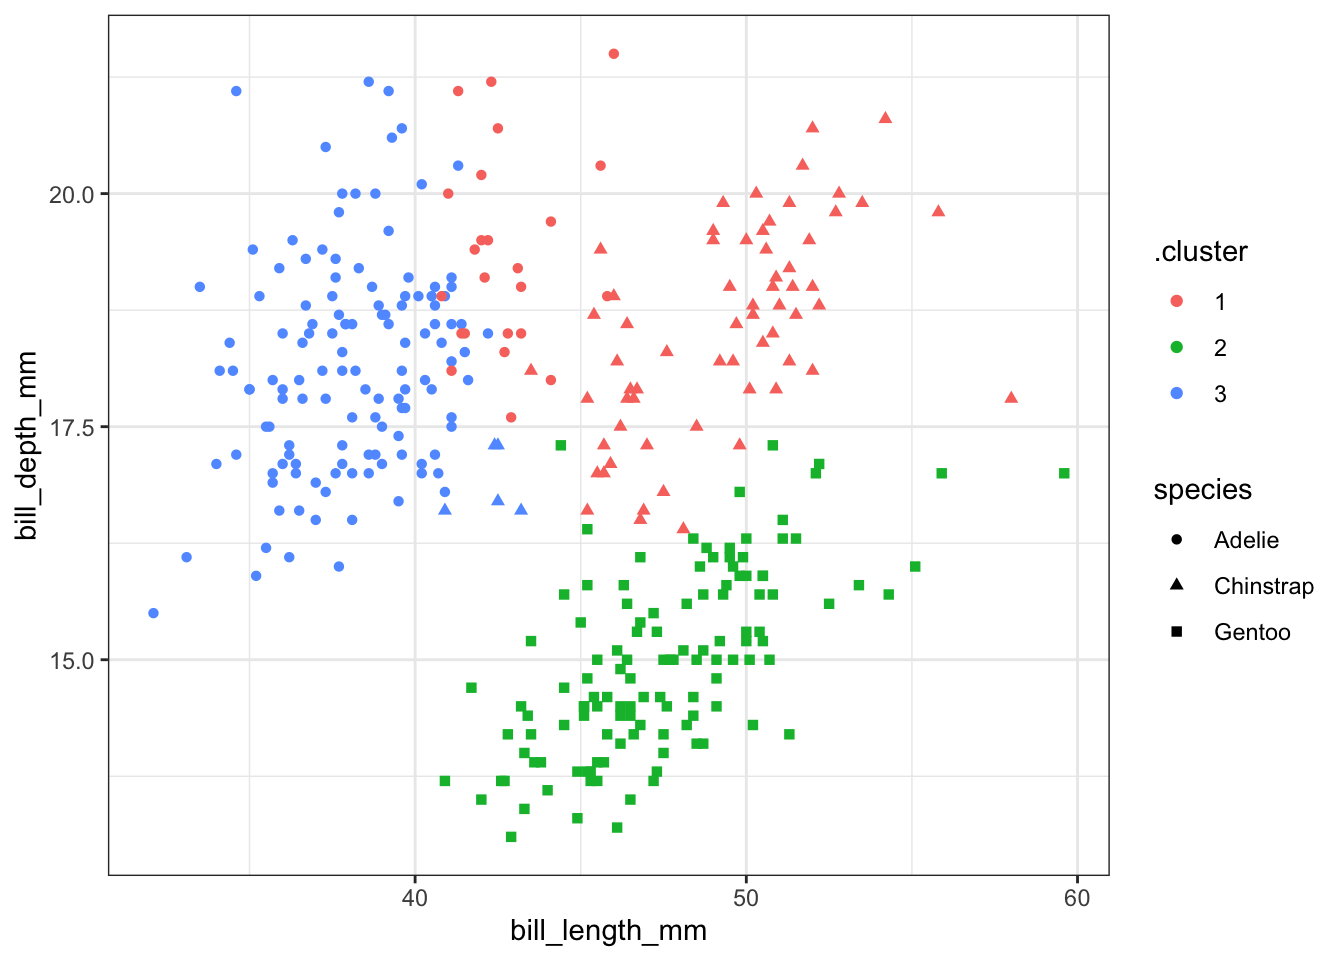 20.0
17.5
15.0
bill_depth_mm
40
50
60
bill_length_mm
.cluster
1
2
3
species
Adelie
Chinstrap
Gentoo